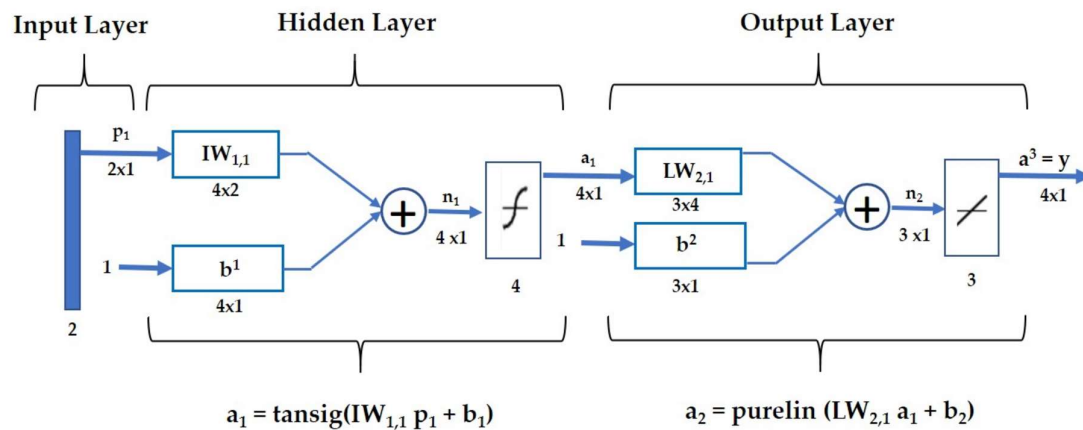 Input Layer
Hidden Layer
Output Layer
p₁
2x1
IW₁,₁
4x2
1
b¹
4x1
2
+
n₁
4 x1
4
a₁
4x1
LW₂,₁
3x4
1
b²
3x1
+
n₂
3 x1
3
a³ = y
4x1
a₁ = tansig(IW₁,₁ p₁ + b₁)
a₂ = purelin (LW₂,₁ a₁ + b₂)